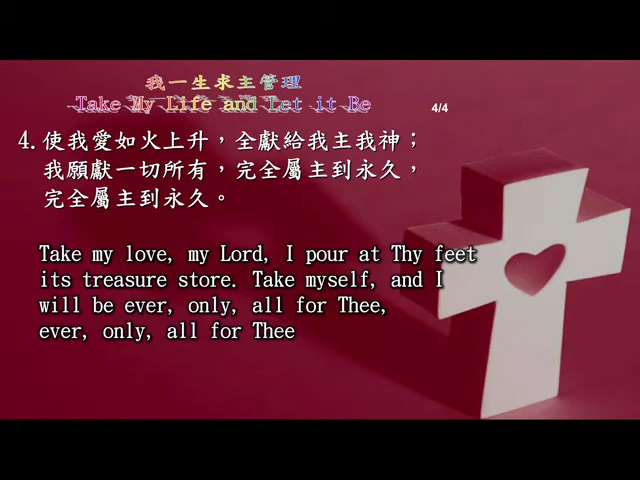 我一生求主管理
Take My Life and Let it Be
4/4
4.使我愛如火上升，全獻給我主我神；
我願獻一切所有，完全屬主到永久，
完全屬主到永久。
Take my love, my Lord, I pour at Thy feet
its treasure store. Take myself, and I
will be ever, only, all for Thee,
ever, only, all for Thee